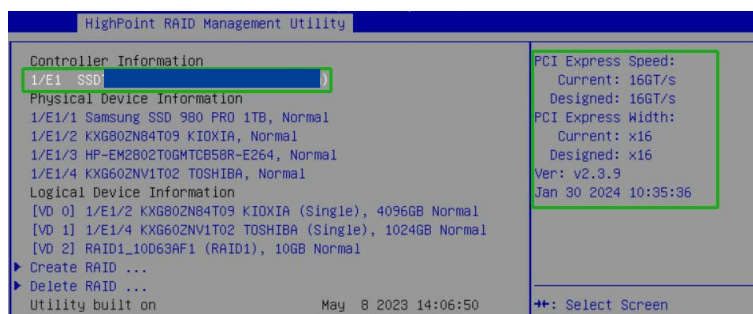 HighPoint RAID Management Utility
Controller Information
1/E1 SSD
)
Physical Device Information
1/E1/1 Samsung SSD 980 PRO 1TB, Normal
1/E1/2 KXG80ZN84T09 KIOXIA, Normal
1/E1/3 HP-EM2802T0GMTCB58R-E264, Normal
1/E1/4 KXG60ZNV1T02 TOSHIBA, Normal
Logical Device Information
[VD 0] 1/E1/2 KXG80ZN84T09 KIOXIA (Single), 4096GB Normal
[VD 1] 1/E1/4 KXG60ZNV1T02 TOSHIBA (Single), 1024GB Normal
[VD 2] RAID1_10D63AF1 (RAID1), 10GB Normal
Create RAID ...
Delete RAID ...
Utility built on May 8 2023 14:06:50
PCI Express Speed:
Current: 16GT/s
Designed: 16GT/s
PCI Express Width:
Current: x16
Designed: x16
Ver: v2.3.9
Jan 30 2024 10:35:36
→←: Select Screen